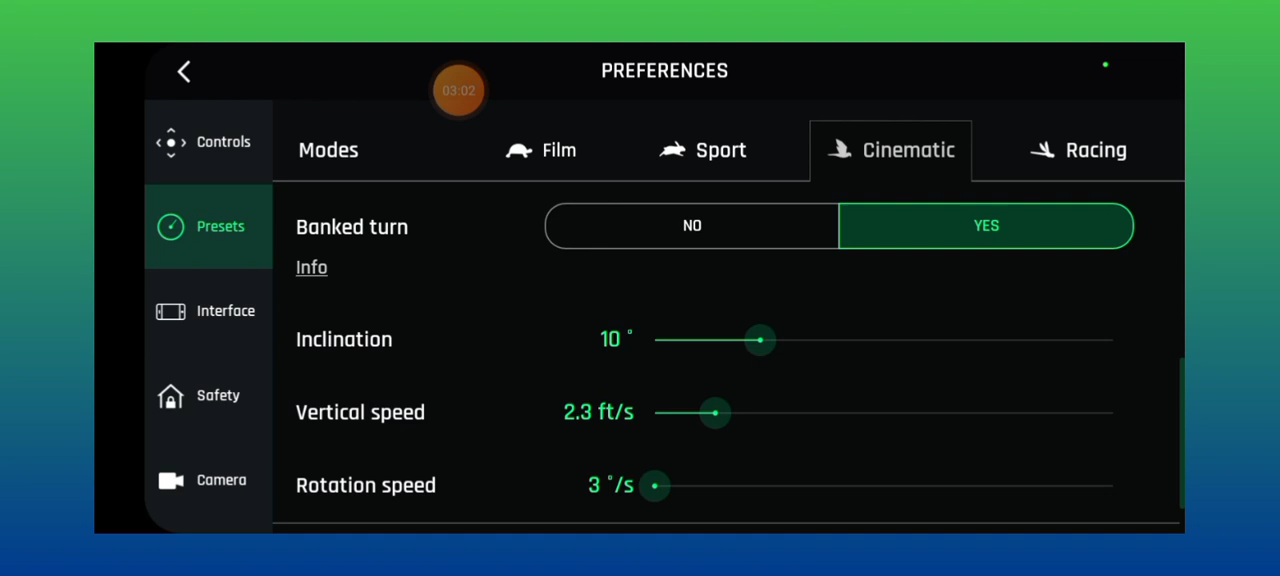 PREFERENCES
03:02
Controls
Modes
Film
Sport
Cinematic
Racing
Presets
Banked turn
NO
YES
Info
Interface
Inclination
10 °
Safety
Vertical speed
2.3 ft/s
Camera
Rotation speed
3 °/s